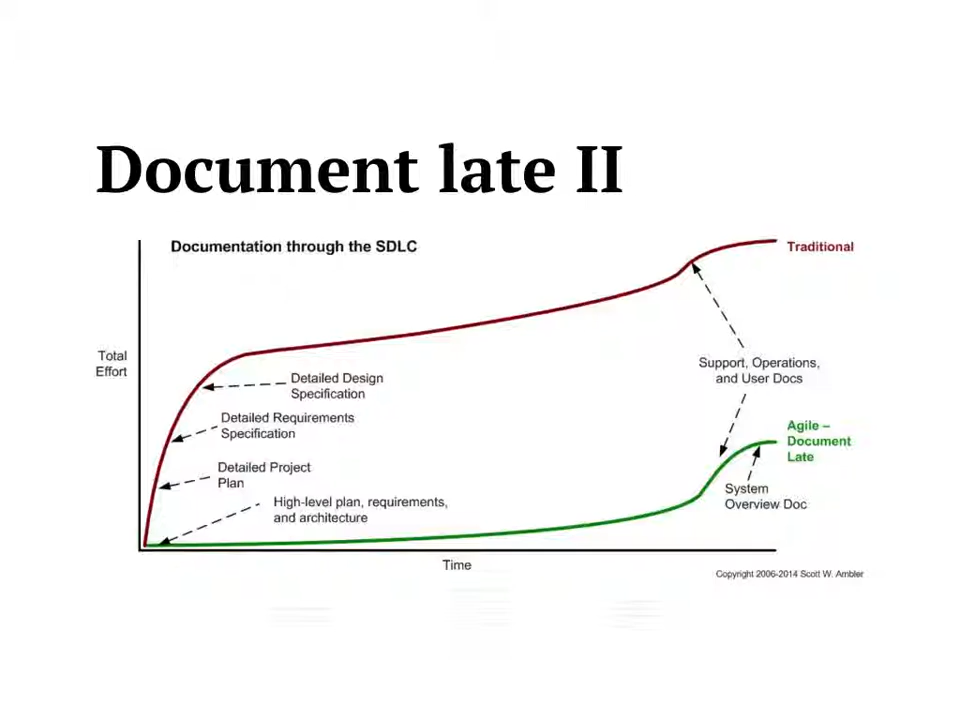 Document late II
Documentation through the SDLC
Traditional
Total
Effort
Support, Operations,
and User Docs
Detailed Design
Specification
Detailed Requirements
Specification
Agile –
Document
Late
Detailed Project
Plan
System
Overview Doc
High-level plan, requirements,
and architecture
Time
Copyright 2006-2014 Scott W. Ambler